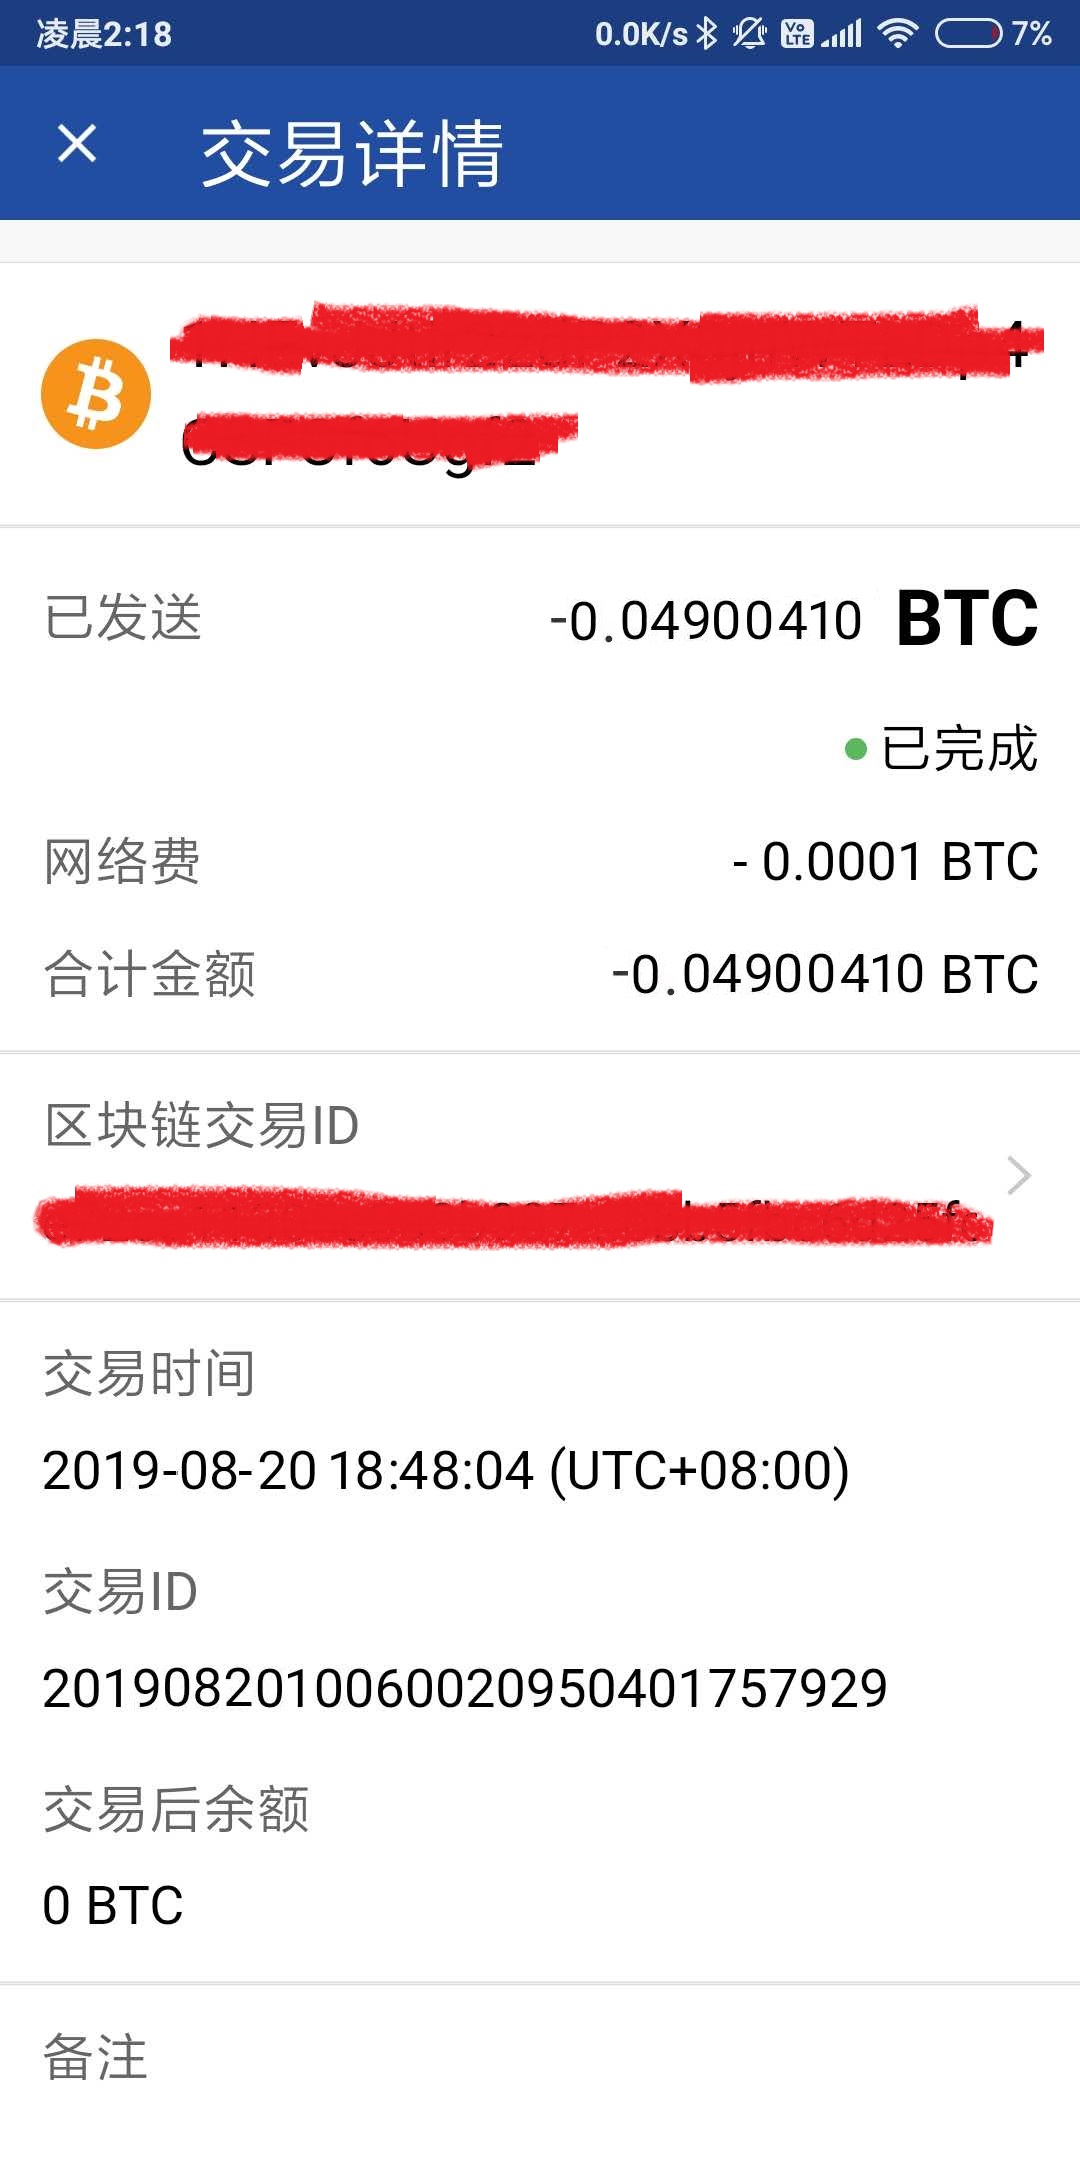 凌晨2:18 0.0K/s VoLTE 7%
交易详情
已发送 -0.04900410 BTC
已完成
网络费 - 0.0001 BTC
合计金额 -0.04900410 BTC
区块链交易ID
交易时间
2019-08-20 18:48:04 (UTC+08:00)
交易ID
2019082010060020950401757929
交易后余额
0 BTC
备注